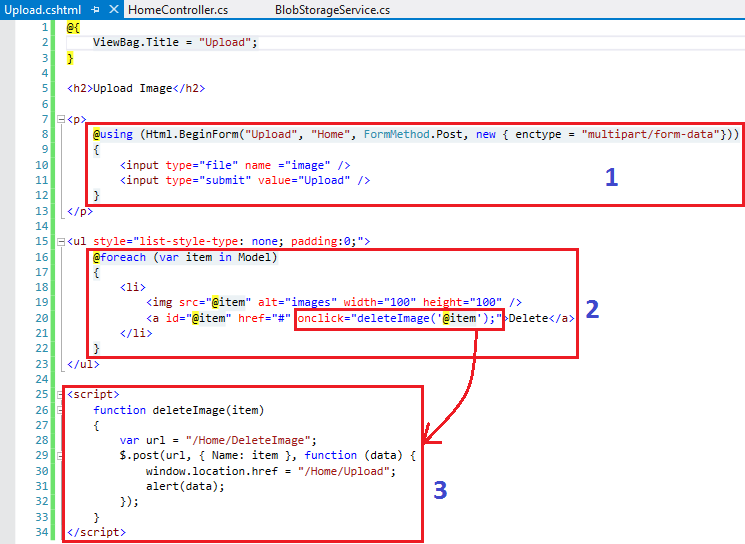 Upload.cshtml HomeController.cs BlobStorageService.cs
1 @{
2 ViewBag.Title = "Upload";
3 }
4
5 <h2>Upload Image</h2>
6
7 <p>
8 @using (Html.BeginForm("Upload", "Home", FormMethod.Post, new { enctype = "multipart/form-data"}))
9 {
10 <input type="file" name ="image" />
11 <input type="submit" value="Upload" />
1
12 }
13 </p>
14
15 <ul style="list-style-type: none; padding:0;">
16 @foreach (var item in Model)
17 {
18 <li>
19 <img src="@item" alt="images" width="100" height="100" />
2
20 <a id="@item" href="#" onclick="deleteImage('@item');">Delete</a>
21 </li>
22 }
23 </ul>
24
25 <script>
26 function deleteImage(item)
27 {
28 var url = "/Home/DeleteImage";
29 $.post(url, { Name: item }, function (data) {
30 window.location.href = "/Home/Upload";
31 alert(data);
3
32 });
33 }
34 </script>